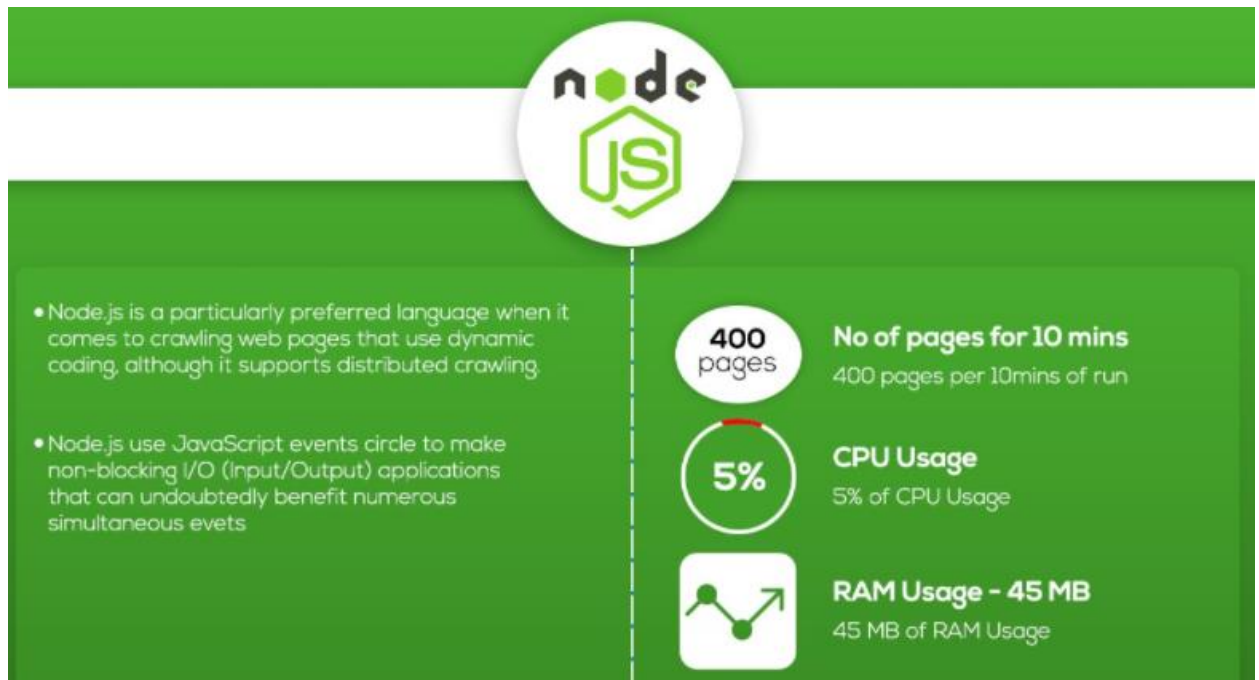 node
JS
• Node.js is a particularly preferred language when it
comes to crawling web pages that use dynamic
coding, although it supports distributed crawling.
• Node.js use JavaScript events circle to make
non-blocking I/O (Input/Output) applications
that can undoubtedly benefit numerous
simultaneous evets
400
pages
No of pages for 10 mins
400 pages per 10mins of run
5%
CPU Usage
5% of CPU Usage
RAM Usage - 45 MB
45 MB of RAM Usage